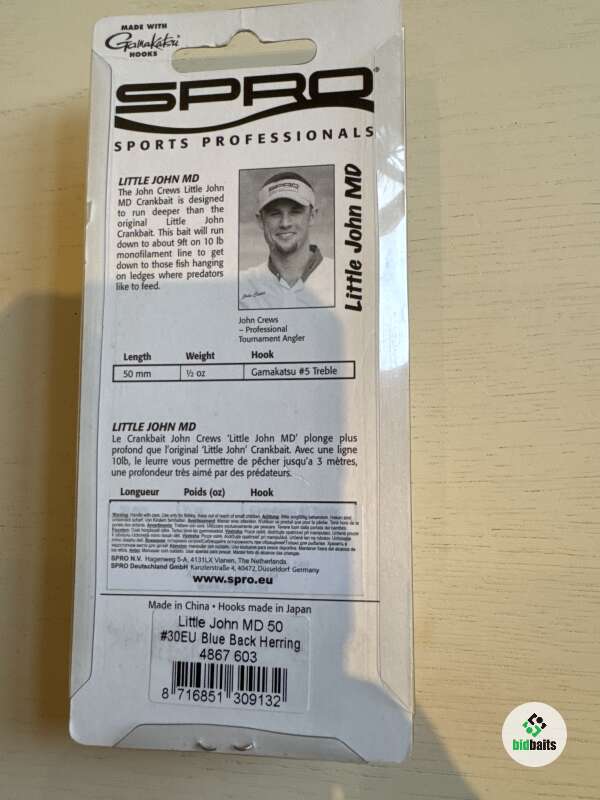 MADE WITH
Gamakatsu
HOOKS
SPRO
SPORTS PROFESSIONALS
LITTLE JOHN MD
The John Crews Little John
MD Crankbait is designed
to run deeper than the
original Little John
Crankbait. This bait will run
down to about 9ft on 10 lb
monofilament line to get
down to those fish hanging
on ledges where predators
like to feed.
Little John MD
John Crews
– Professional
Tournament Angler
Length Weight Hook
50 mm ½ oz Gamakatsu #5 Treble
LITTLE JOHN MD
Le Crankbait John Crews 'Little John MD' plonge plus
profond que l'original 'Little John' Crankbait. Avec une ligne
10lb, le leurre vous permettre de pêcher jusqu'a 3 mètres,
une profondeur très aimé par des prédateurs.
Longueur Poids (oz) Hook
SPRO N.V. Hagenweg 5-A, 4131LX Vianen, The Netherlands.
SPRO Deutschland GmbH Kanzlerstraße 4, 40472, Düsseldorf Germany
www.spro.eu
Made in China • Hooks made in Japan
Little John MD 50
#30EU Blue Back Herring
4867 603
8 716851 309132
bidbaits